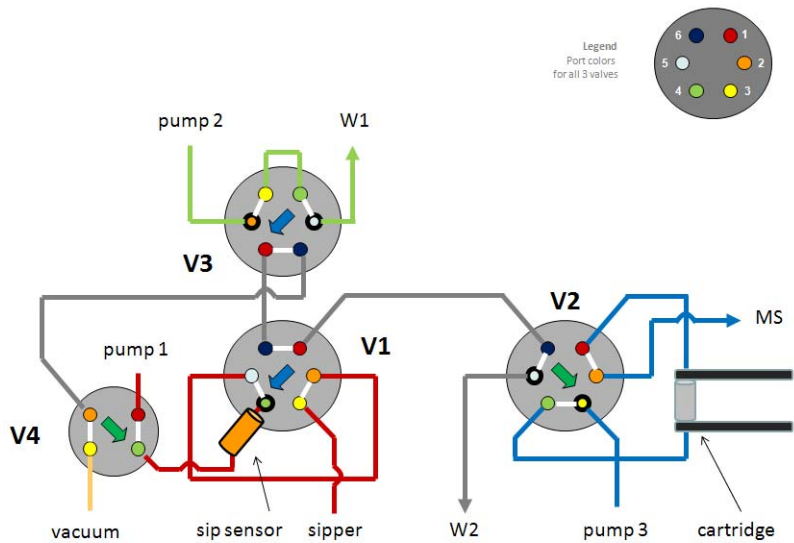 Legend
Port colors
for all 3 valves
6 1
5 2
4 3
pump 2 W1
V3
V2
V1
MS
pump 1
V4
vacuum sip sensor sipper W2 pump 3 cartridge